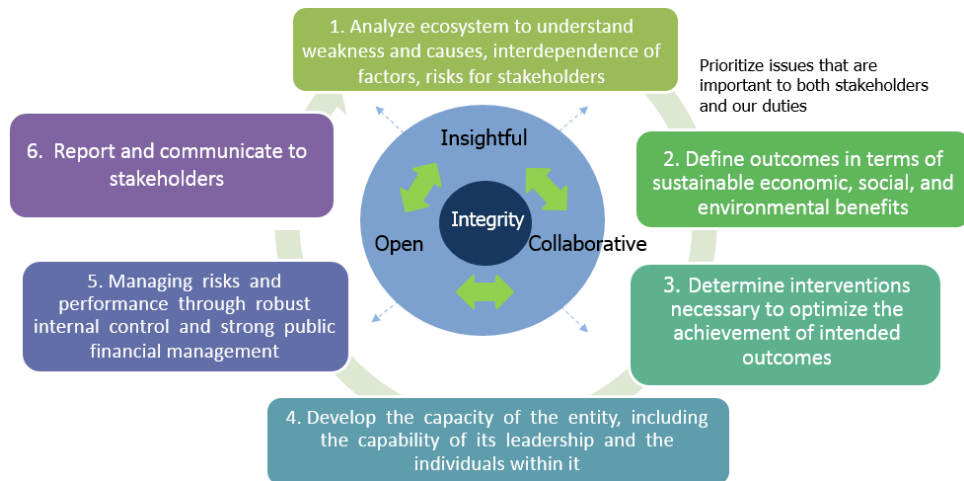 1. Analyze ecosystem to understand
weakness and causes, interdependence of
factors, risks for stakeholders
Prioritize issues that are
important to both stakeholders
and our duties
2. Define outcomes in terms of
sustainable economic, social, and
environmental benefits
3. Determine interventions
necessary to optimize the
achievement of intended
outcomes
4. Develop the capacity of the entity, including
the capability of its leadership and the
individuals within it
5. Managing risks and
performance through robust
internal control and strong public
financial management
6. Report and communicate to
stakeholders
Insightful
Integrity
Open
Collaborative